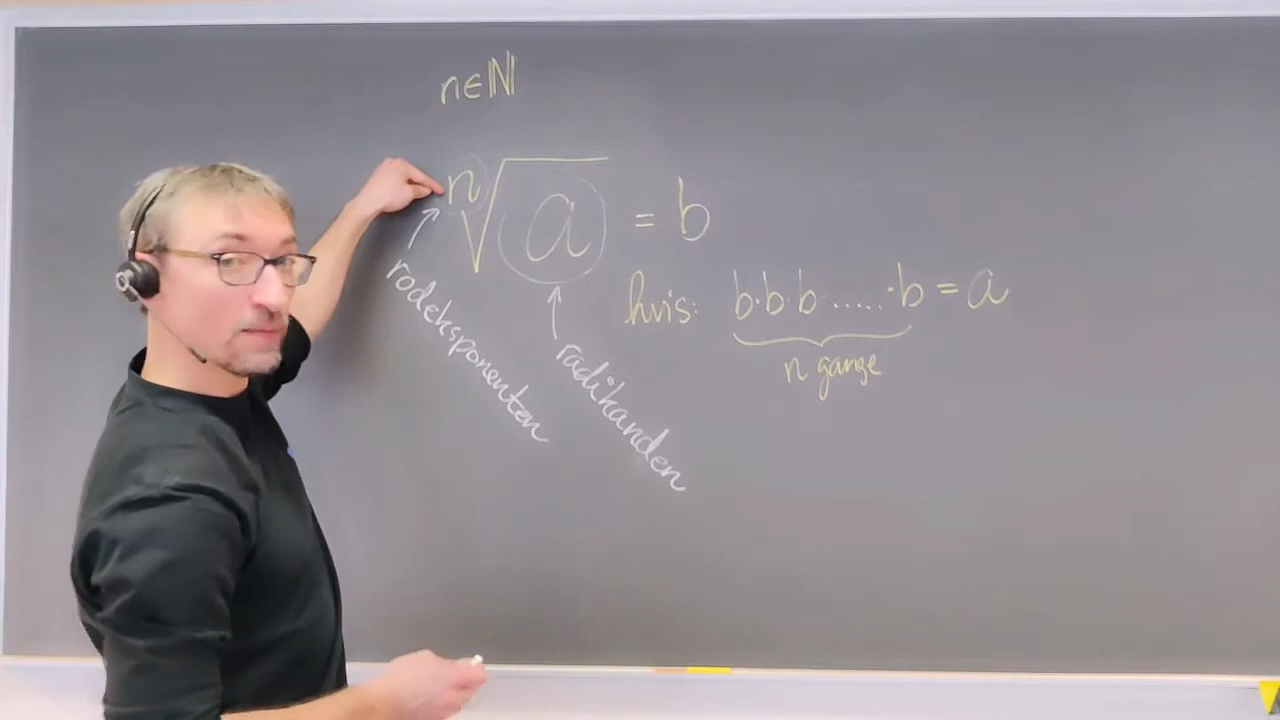 n∈ℕ
ⁿ√a = b
hvis: b·b·b·......·b = a
n gange
rodeksponenten
radikanden